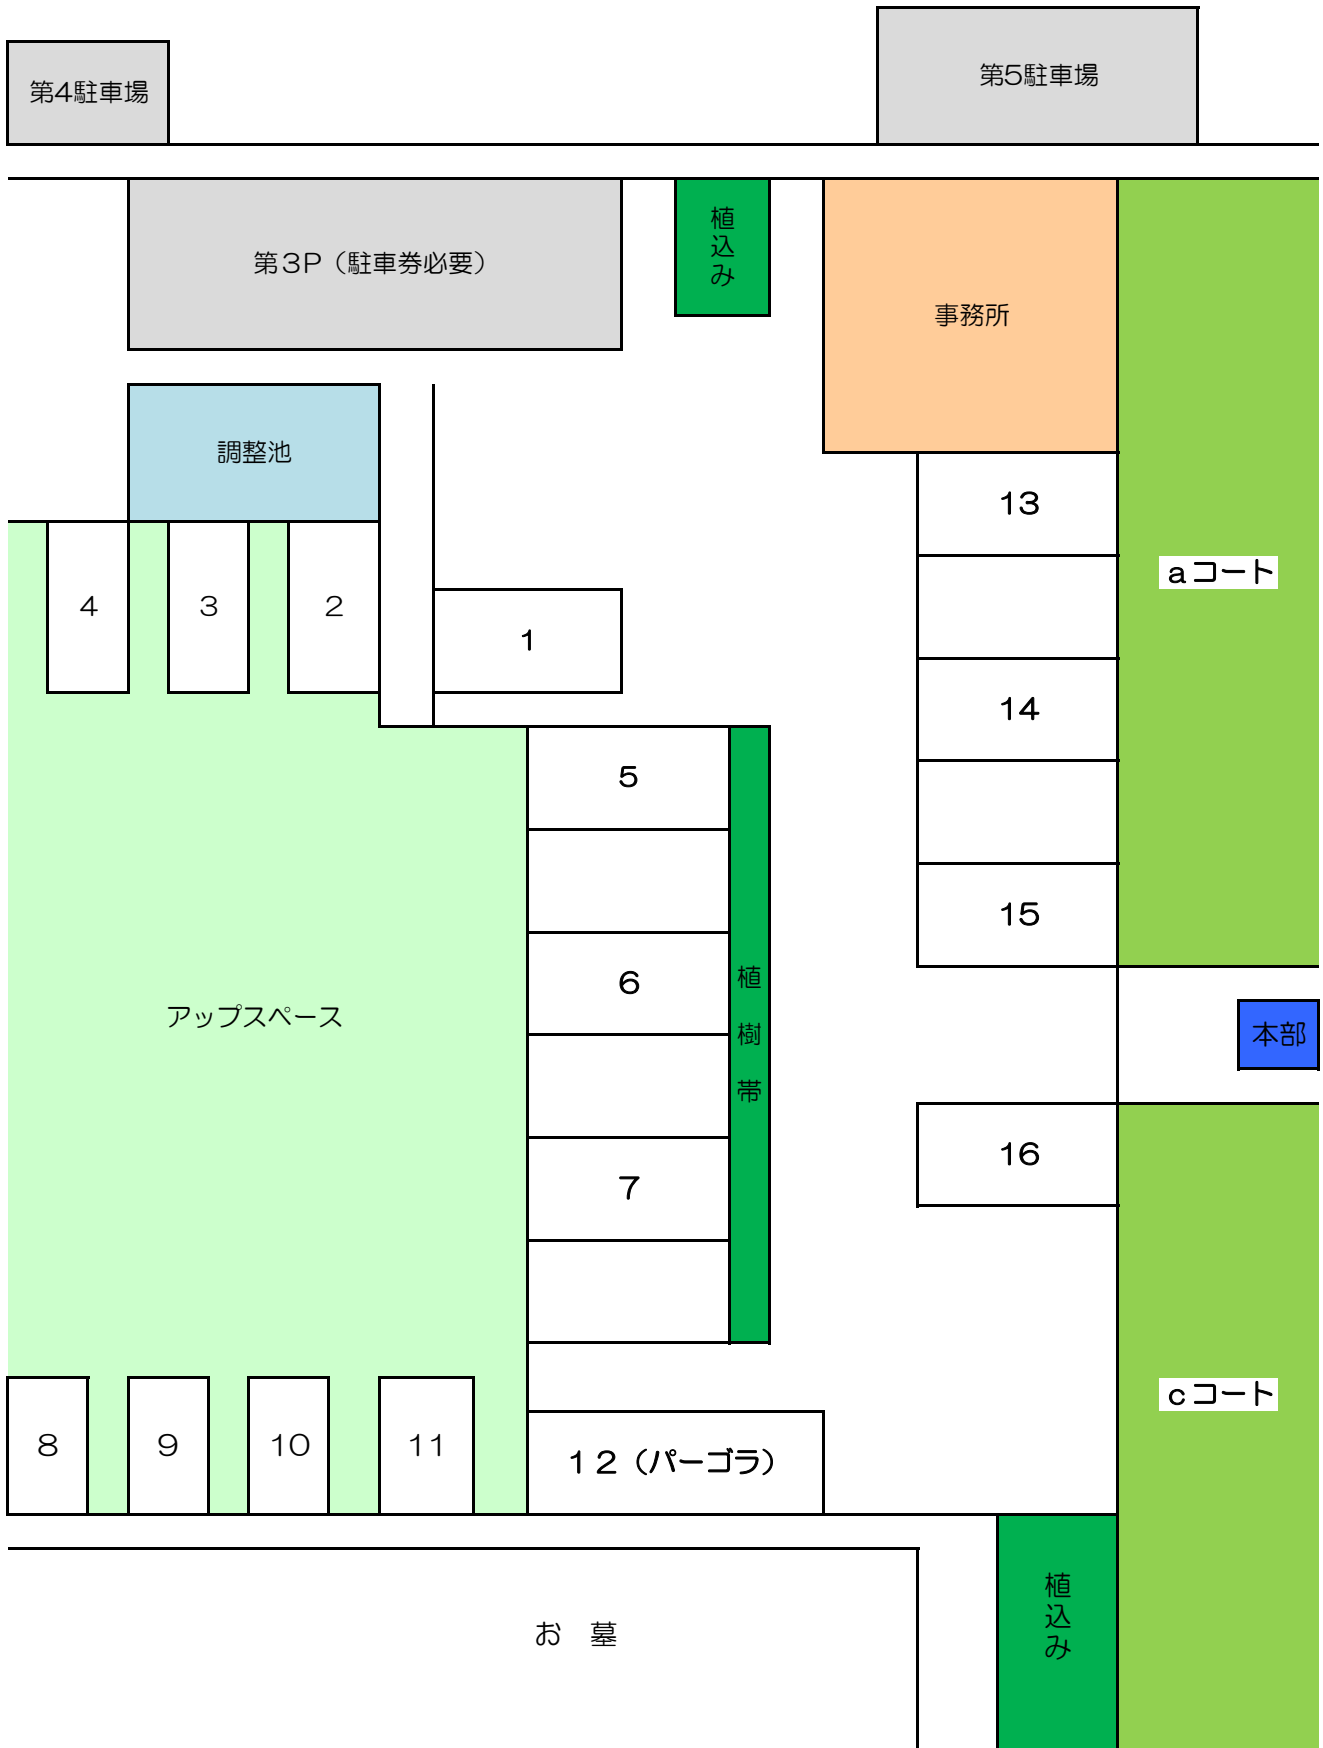 第4駐車場
第5駐車場
第３P（駐車券必要）
植込み
事務所
調整池
13
aコート
4
3
2
1
14
5
15
6
植樹帯
アップスペース
本部
16
7
cコート
8
9
10
11
１２（パーゴラ）
植込み
お　墓